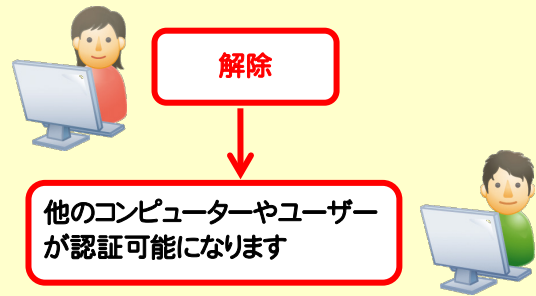 解除
他のコンピューターやユーザー
が認証可能になります